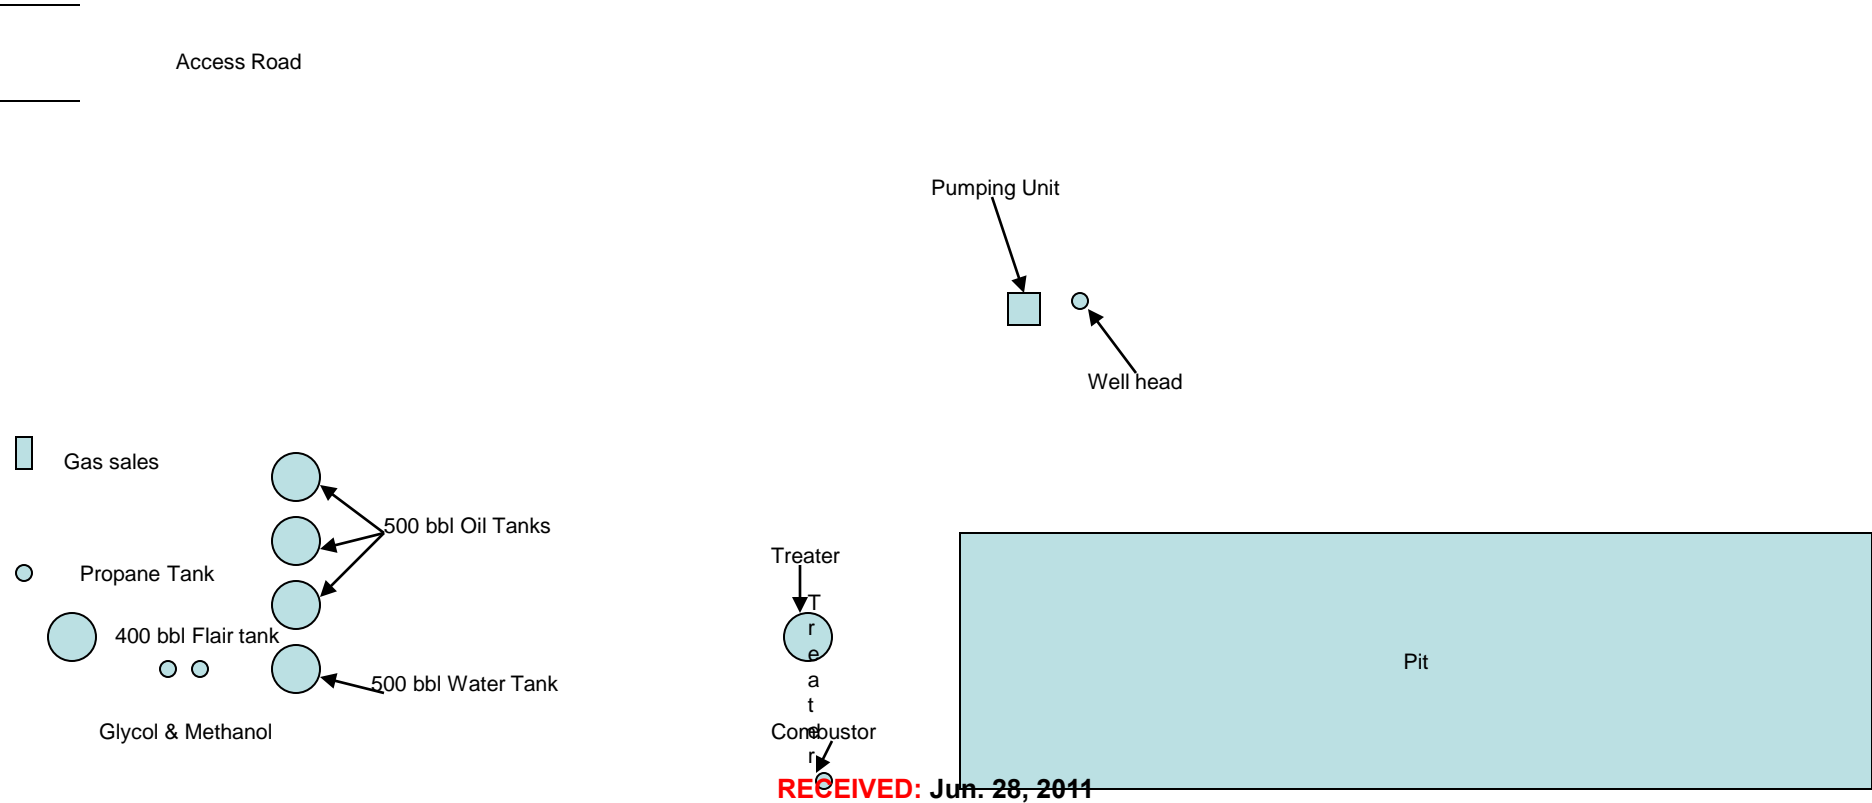 Access Road
Pumping Unit
Well head
Gas sales
500 bbl Oil Tanks
Treater
Propane Tank
Treater
400 bbl Flair tank
Pit
500 bbl Water Tank
Glycol & Methanol
Combustor
RECEIVED: Jun. 28, 2011